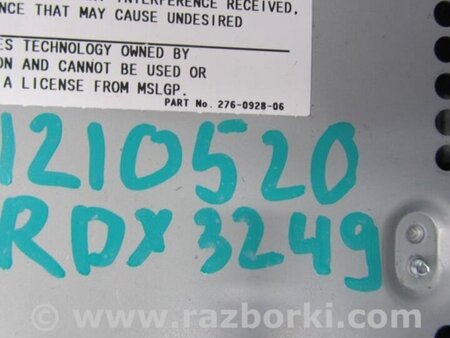 INTERFERENCE RECEIVED,
NCE THAT MAY CAUSE UNDESIRED
ES TECHNOLOGY OWNED BY
ON AND CANNOT BE USED OR
A LICENSE FROM MSLGP.
PART No. 276-0928-06
1210520
RDX 3249
© www.razborki.com